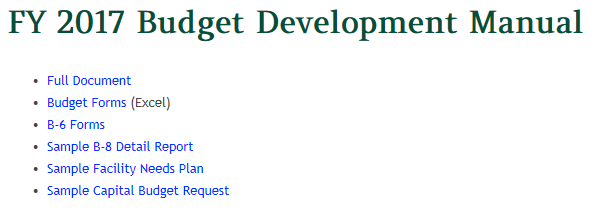 FY 2017 Budget Development Manual
• Full Document
• Budget Forms (Excel)
• B-6 Forms
• Sample B-8 Detail Report
• Sample Facility Needs Plan
• Sample Capital Budget Request